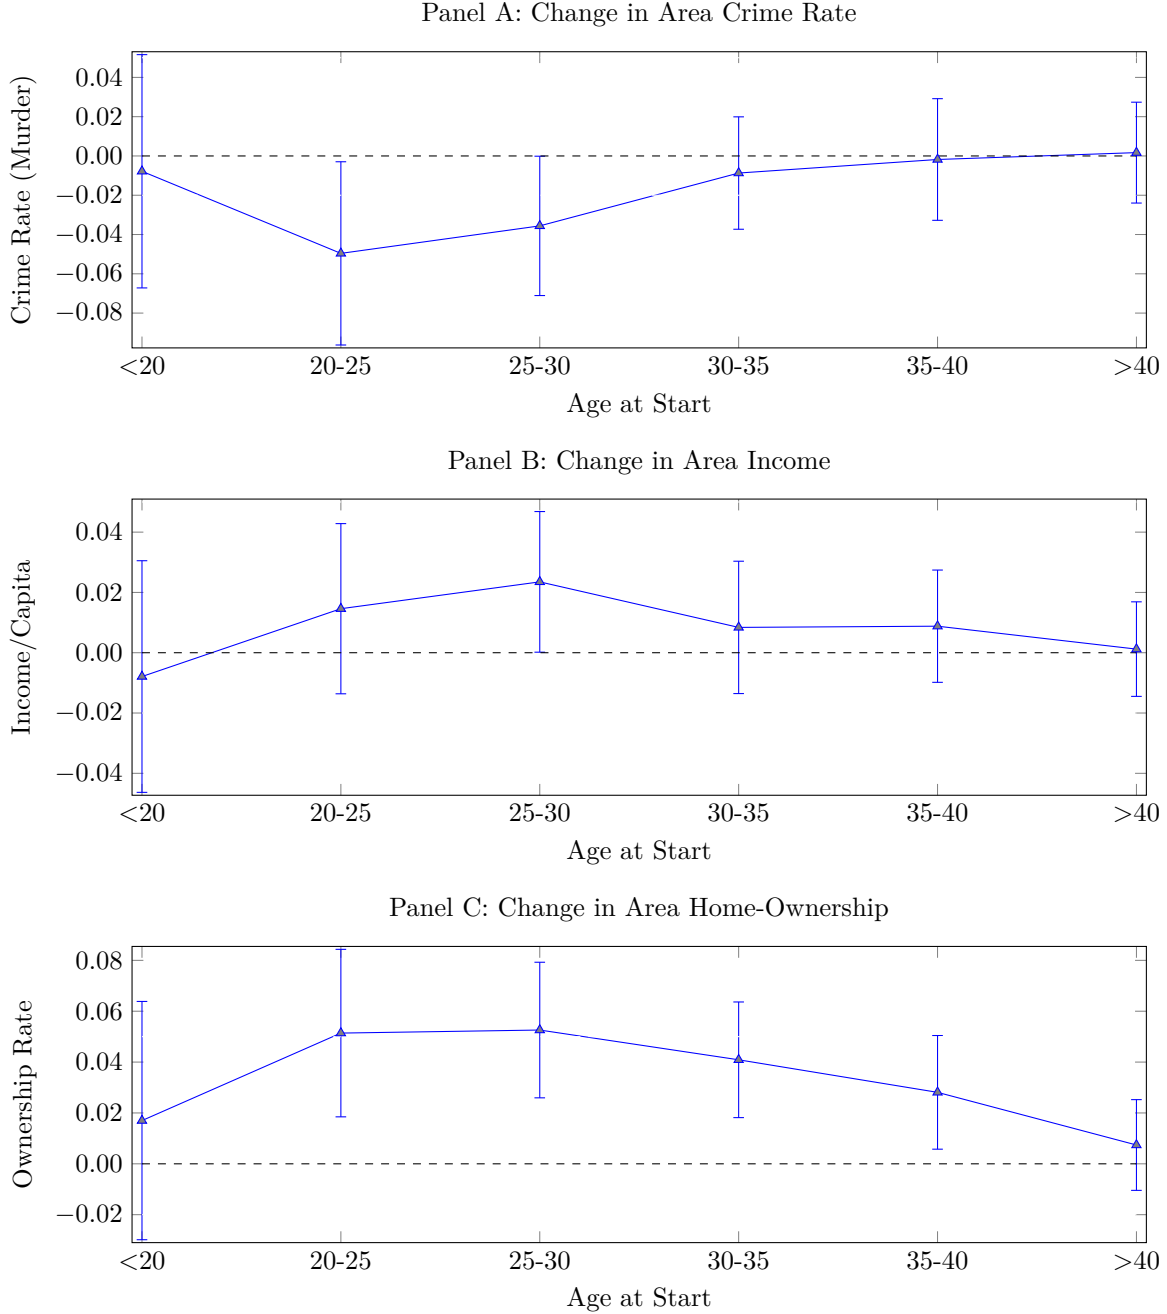 Panel A: Change in Area Crime Rate
Crime Rate (Murder)
0.04
0.02
0.00
−0.02
−0.04
−0.06
−0.08
<20 20-25 25-30 30-35 35-40 >40
Age at Start
Panel B: Change in Area Income
Income/Capita
0.04
0.02
0.00
−0.02
−0.04
<20 20-25 25-30 30-35 35-40 >40
Age at Start
Panel C: Change in Area Home-Ownership
Ownership Rate
0.08
0.06
0.04
0.02
0.00
−0.02
<20 20-25 25-30 30-35 35-40 >40
Age at Start